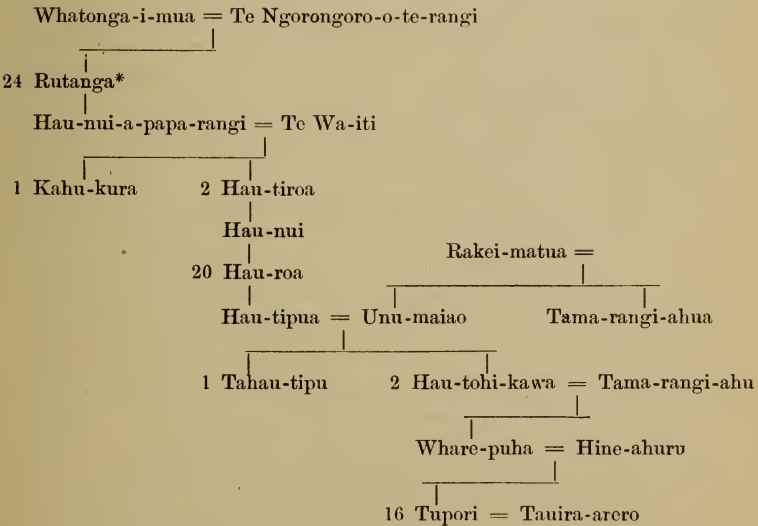 Whatonga-i-mua = Te Ngorongoro-o-te-rangi
24 Rutanga*
Hau-nui-a-papa-rangi = Te Wa-iti
1 Kahu-kura 2 Hau-tiroa
Hau-nui
Rakei-matua =
20 Hau-roa
Hau-tipua = Unu-maiao Tama-rangi-ahua
1 Tahau-tipu 2 Hau-tohi-kawa = Tama-rangi-ahu
Whare-puha = Hine-ahuru
16 Tupori = Tauira-arero